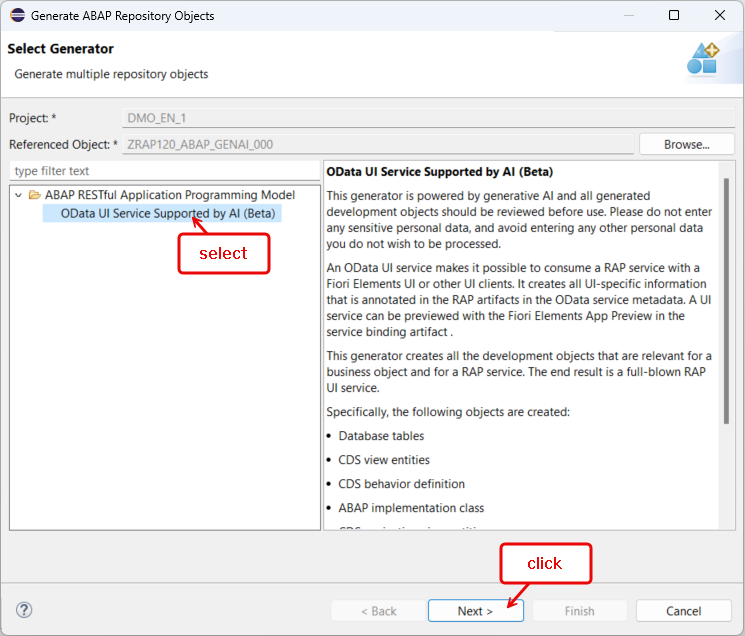 Generate ABAP Repository Objects
Select Generator
Generate multiple repository objects
Project: *
DMO_EN_1
Referenced Object: *
ZRAP120_ABAP_GENAI_000
Browse...
type filter text
ABAP RESTful Application Programming Model
OData UI Service Supported by AI (Beta)
select
OData UI Service Supported by AI (Beta)
This generator is powered by generative AI and all generated
development objects should be reviewed before use. Please do not enter
any sensitive personal data, and avoid entering any other personal data
you do not wish to be processed.
An OData UI service makes it possible to consume a RAP service with a
Fiori Elements UI or other UI clients. It creates all UI-specific information
that is annotated in the RAP artifacts in the OData service metadata. A UI
service can be previewed with the Fiori Elements App Preview in the
service binding artifact .
This generator creates all the development objects that are relevant for a
business object and for a RAP service. The end result is a full-blown RAP
UI service.
Specifically, the following objects are created:
• Database tables
• CDS view entities
• CDS behavior definition
• ABAP implementation class
click
?
< Back
Next >
Finish
Cancel